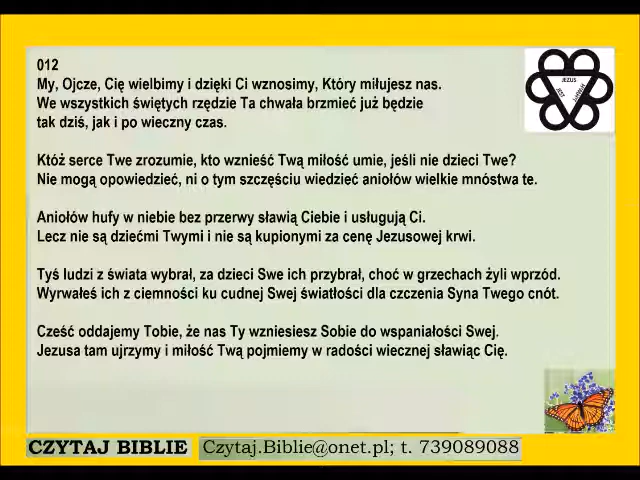 012
My, Ojcze, Cię wielbimy i dzięki Ci wznosimy, Który miłujesz nas.
We wszystkich świętych rzędzie Ta chwała brzmieć już będzie
tak dziś, jak i po wieczny czas.
Któż serce Twe zrozumie, kto wznieść Twą miłość umie, jeśli nie dzieci Twe?
Nie mogą opowiedzieć, ni o tym szczęściu wiedzieć aniołów wielkie mnóstwa te.
Aniołów hufy w niebie bez przerwy sławią Ciebie i usługują Ci.
Lecz nie są dziećmi Twymi i nie są kupionymi za cenę Jezusowej krwi.
Tyś ludzi z świata wybrał, za dzieci Swe ich przybrał, choć w grzechach żyli wprzód.
Wyrwałeś ich z ciemności ku cudnej Swej światłości dla czczenia Syna Twego cnót.
Cześć oddajemy Tobie, że nas Ty wzniesiesz Sobie do wspaniałości Swej.
Jezusa tam ujrzymy i miłość Twą pojmiemy w radości wiecznej sławiąc Cię.
JEZUS
JEST
CZYTAJ BIBLIE
Czytaj.Biblie@onet.pl; t. 739089088